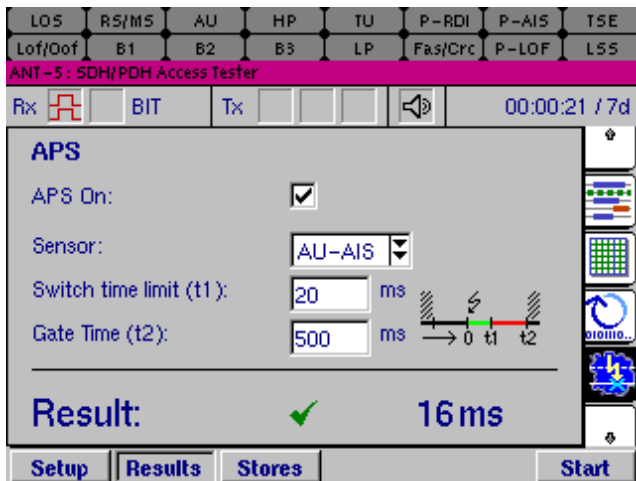 LOS RS/MS AU HP TU P-RDI P-AIS TSE
Lof/Oof B1 B2 B3 LP Fas/Crc P-LOF LSS
ANT-5: SDH/PDH Access Tester
Rx BIT Tx 00:00:21 / 7d
APS
APS On:
Sensor: AU-AIS
Switch time limit (t1): 20 ms
Gate Time (t2): 500 ms
0 t1 t2
Result: 16 ms
Setup Results Stores Start